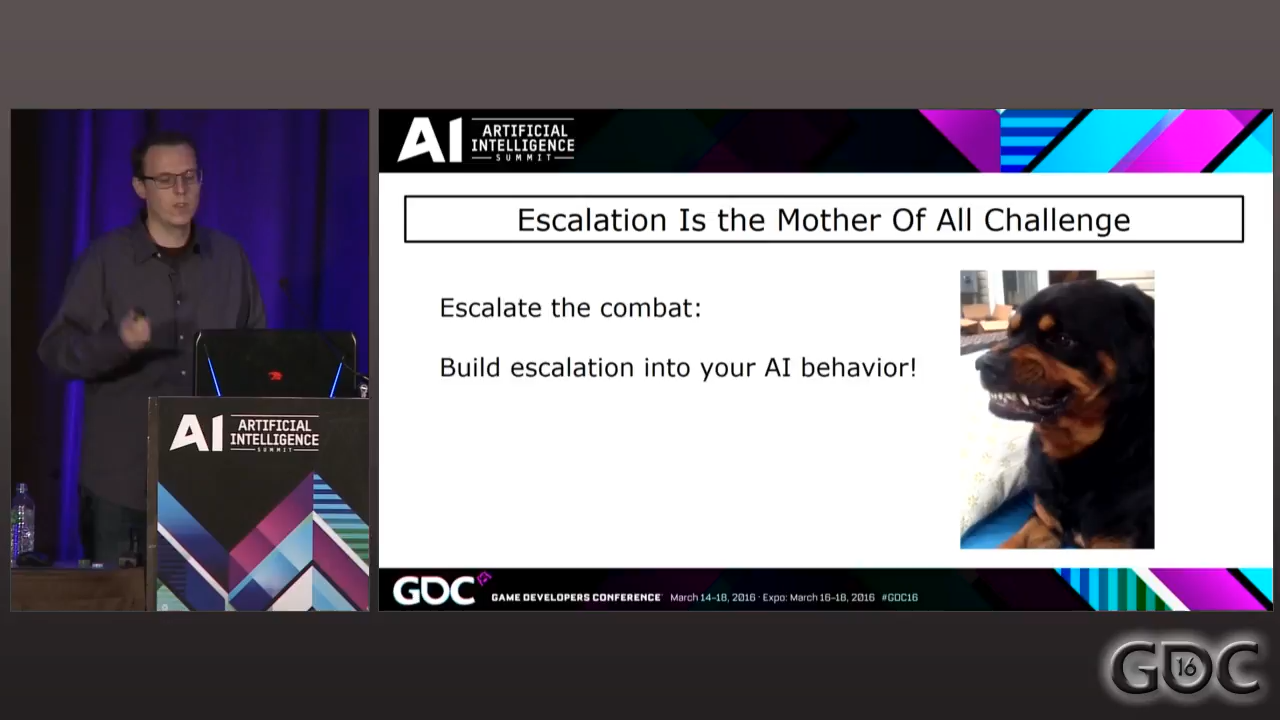 AI ARTIFICIAL
INTELLIGENCE
SUMMIT
Escalation Is the Mother Of All Challenge
Escalate the combat:
Build escalation into your AI behavior!
AI ARTIFICIAL
INTELLIGENCE
SUMMIT
GDC GAME DEVELOPERS CONFERENCE March 14–18, 2016 · Expo: March 16–18, 2016 #GDC16
GDC 16